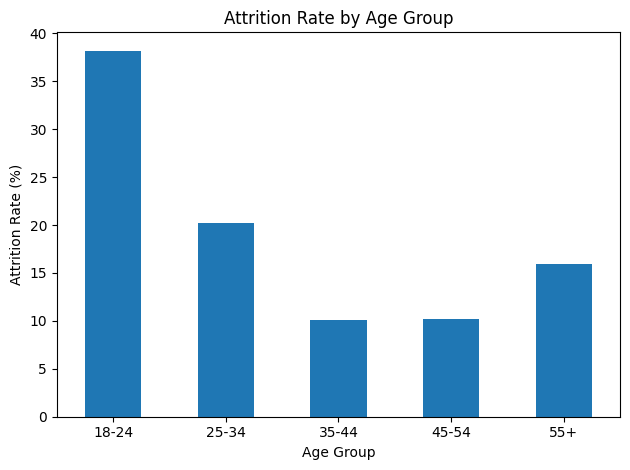 Attrition Rate by Age Group
Attrition Rate (%)
40
35
30
25
20
15
10
5
0
18-24 25-34 35-44 45-54 55+
Age Group